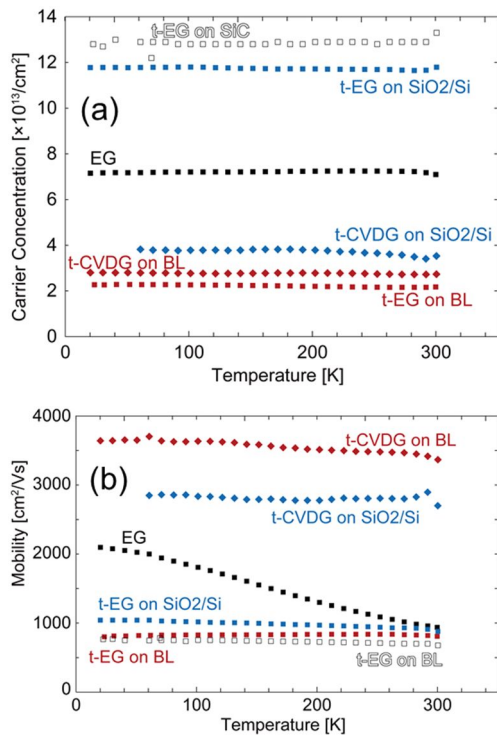 t-EG on SiC
14
12
10
8
6
4
2
0
Carrier Concentration [×10¹³/cm²]
(a)
t-EG on SiO2/Si
EG
t-CVDG on SiO2/Si
t-CVDG on BL
t-EG on BL
0 100 200 300
Temperature [K]
4000
3000
2000
1000
0
Mobility [cm²/Vs]
(b)
t-CVDG on BL
t-CVDG on SiO2/Si
EG
t-EG on SiO2/Si
t-EG on BL
t-EG on BL
0 100 200 300
Temperature [K]